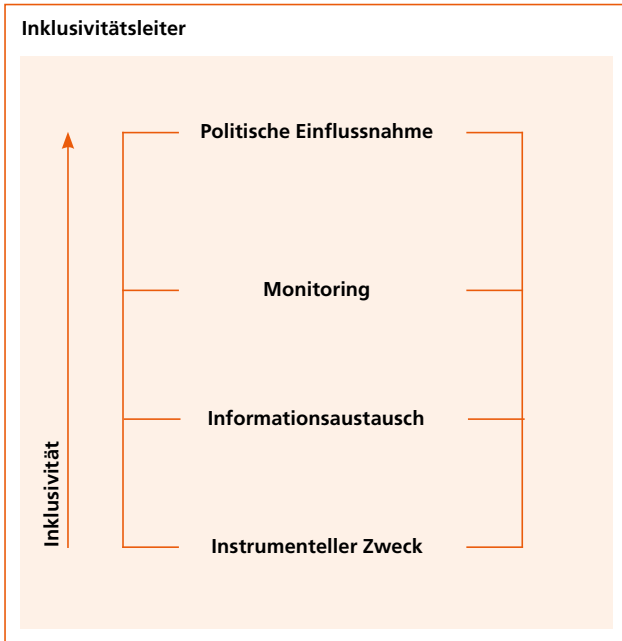 Inklusivitätsleiter
Politische Einflussnahme
Monitoring
Informationsaustausch
Instrumenteller Zweck
Inklusivität